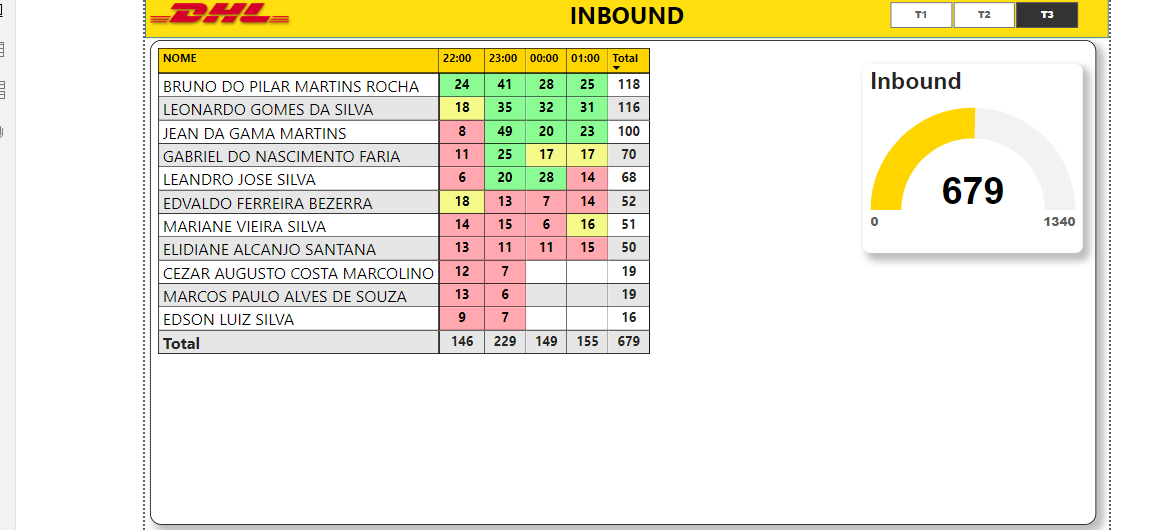 DHL INBOUND T1 T2 T3
NOME 22:00 23:00 00:00 01:00 Total
BRUNO DO PILAR MARTINS ROCHA 24 41 28 25 118
LEONARDO GOMES DA SILVA 18 35 32 31 116
JEAN DA GAMA MARTINS 8 49 20 23 100
GABRIEL DO NASCIMENTO FARIA 11 25 17 17 70
LEANDRO JOSE SILVA 6 20 28 14 68
EDVALDO FERREIRA BEZERRA 18 13 7 14 52
MARIANE VIEIRA SILVA 14 15 6 16 51
ELIDIANE ALCANJO SANTANA 13 11 11 15 50
CEZAR AUGUSTO COSTA MARCOLINO 12 7 19
MARCOS PAULO ALVES DE SOUZA 13 6 19
EDSON LUIZ SILVA 9 7 16
Total 146 229 149 155 679
Inbound
679
0 1340